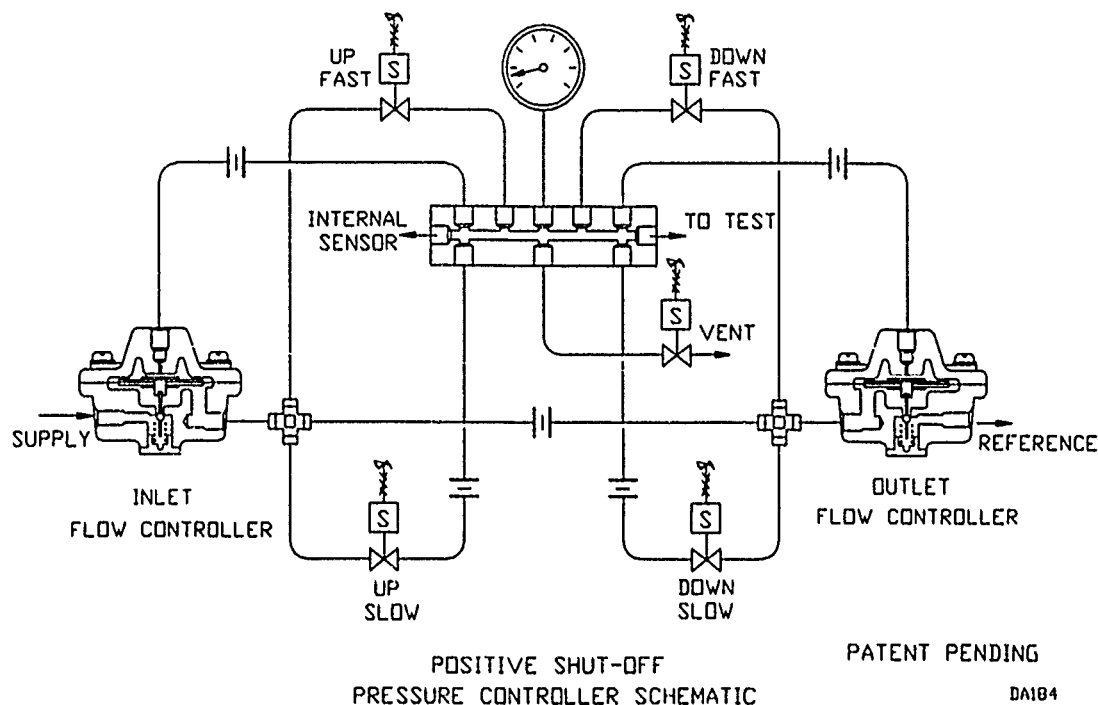 UP
FAST
S
DOWN
FAST
S
INTERNAL
SENSOR
TO TEST
S
VENT
SUPPLY
REFERENCE
INLET
FLOW CONTROLLER
OUTLET
FLOW CONTROLLER
S
UP
SLOW
S
DOWN
SLOW
POSITIVE SHUT-OFF
PRESSURE CONTROLLER SCHEMATIC
PATENT PENDING
DA184